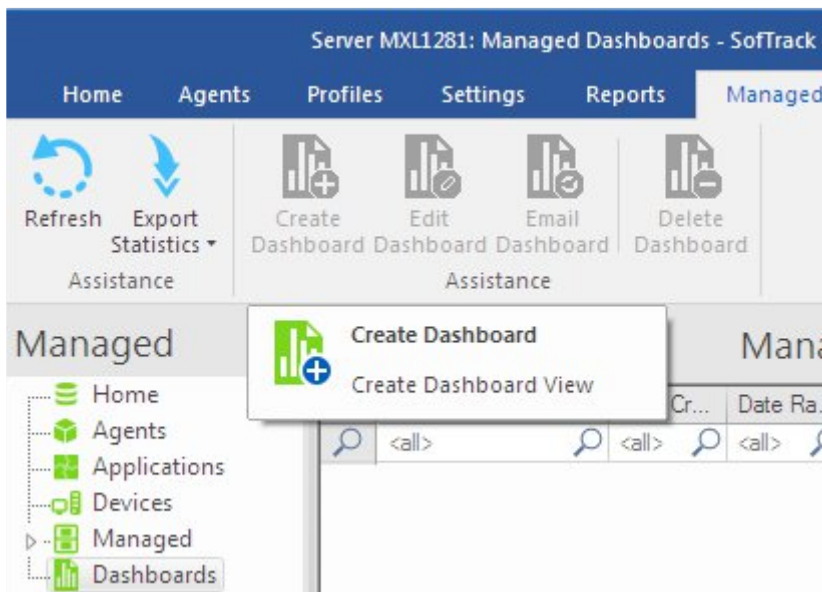 Server MXL1281: Managed Dashboards - SofTrack
Home Agents Profiles Settings Reports Managed
Refresh Export Create Edit Email Delete
Statistics Dashboard Dashboard Dashboard Dashboard
Assistance Assistance
Create Dashboard
Create Dashboard View
Managed Mana
Cr... Date Ra.
<all> <all> <all>
Home
Agents
Applications
Devices
Managed
Dashboards